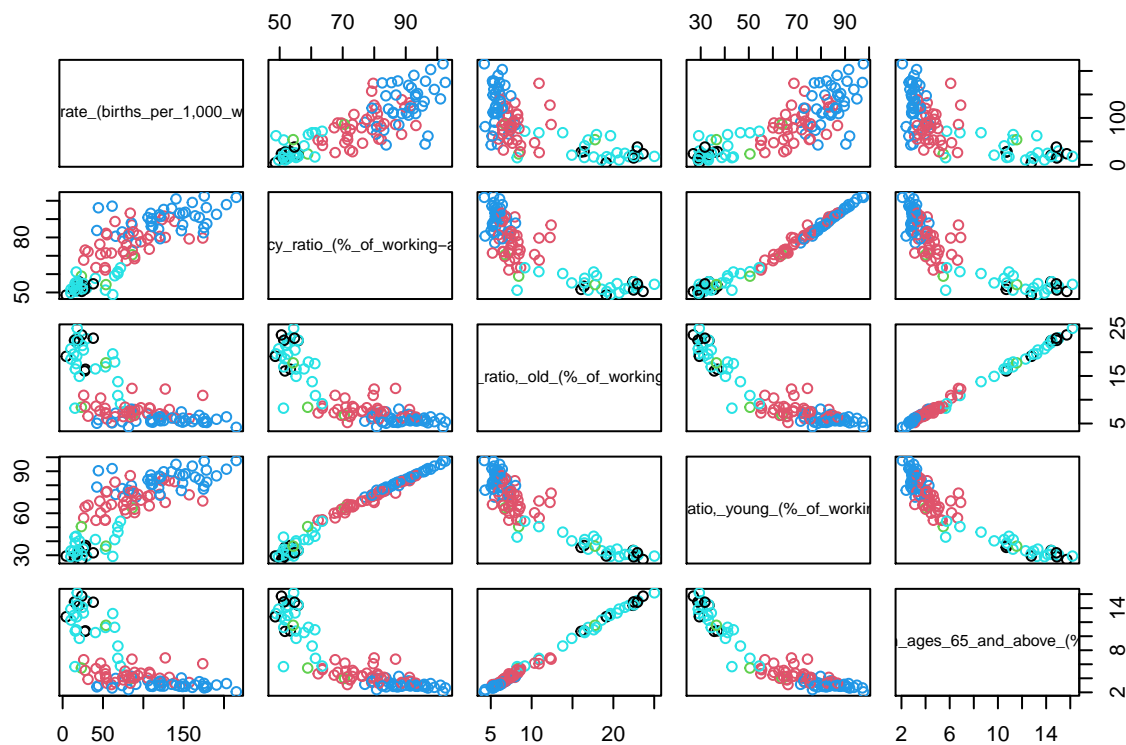 50 70 90
30 50 70 90
rate_(births_per_1,000_w
0 100
50 80
cy_ratio_(%_of_working−a
_ratio,_old_(%_of_working
5 15 25
30 60 90
atio,_young_(%_of_workin
_ages_65_and_above_(%
2 8 14
0 50 150
5 10 20
2 6 10 14